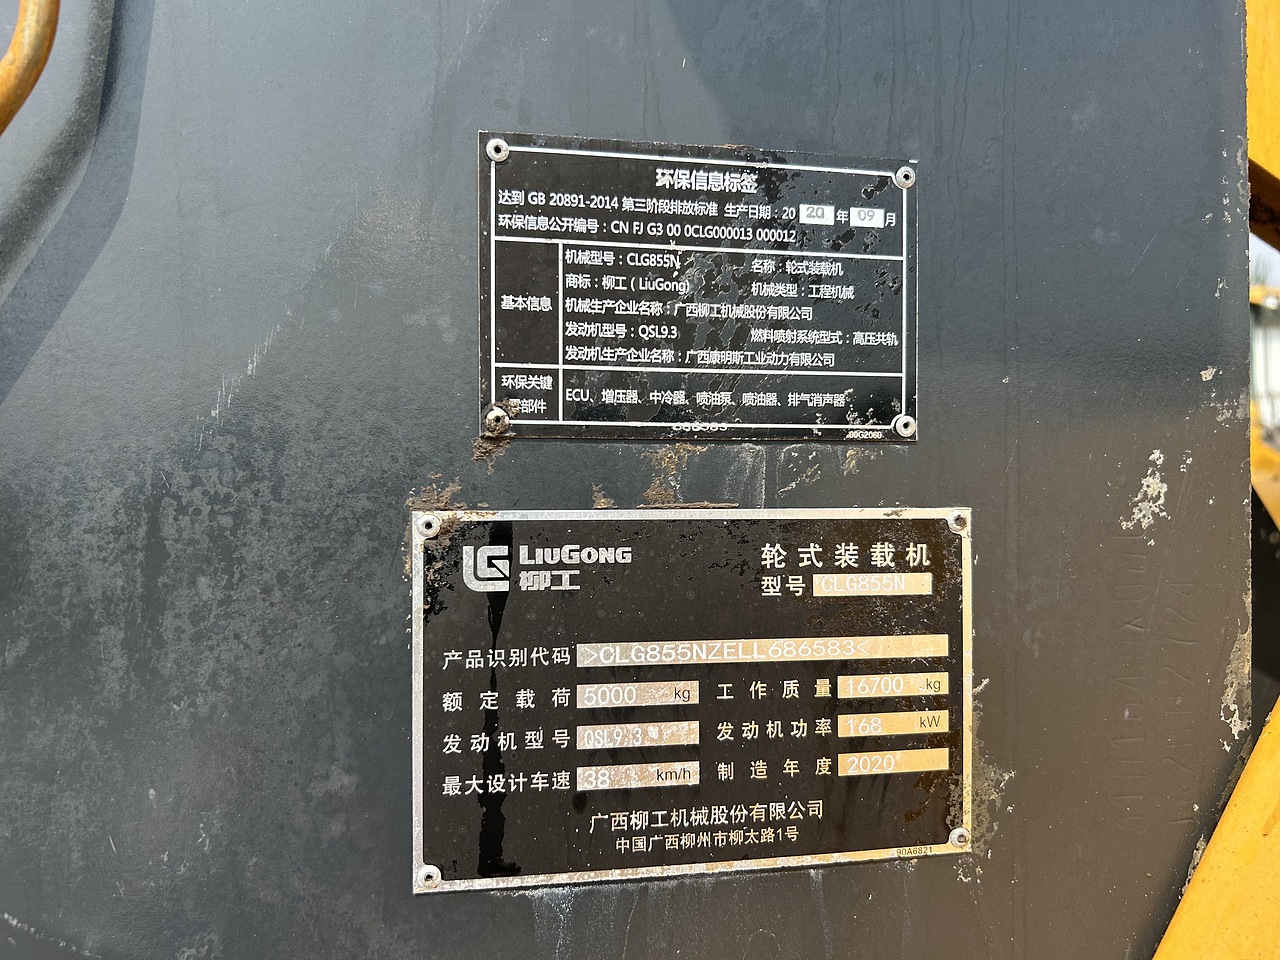 环保信息标签
达到 GB 20891-2014 第三阶段排放标准 生产日期：20 20 年 09 月
环保信息公开编号：CN FJ G3 00 0CLG000013 000012
基本信息
机械型号：CLG855N 名称：轮式装载机
商标：柳工（LiuGong） 机械类型：工程机械
机械生产企业名称：广西柳工机械股份有限公司
发动机型号：QSL9.3 燃料喷射系统型式：高压共轨
发动机生产企业名称：广西康明斯工业动力有限公司
环保关键
零部件
ECU、增压器、中冷器、喷油泵、喷油器、排气消声器
686583
00G2060
LIUGONG 轮式装载机
柳工 型号 CLG855N
产品识别代码 >CLG855NZELL686583<
额定载荷 5000 kg 工作质量 16700 kg
发动机型号 QSL9.3 发动机功率 168 kW
最大设计车速 38 km/h 制造年度 2020
广西柳工机械股份有限公司
中国广西柳州市柳太路1号
90A6821